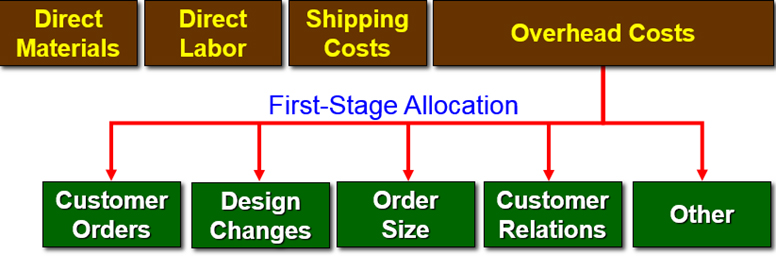 Direct
Materials
Direct
Labor
Shipping
Costs
Overhead Costs
First-Stage Allocation
Customer
Orders
Design
Changes
Order
Size
Customer
Relations
Other